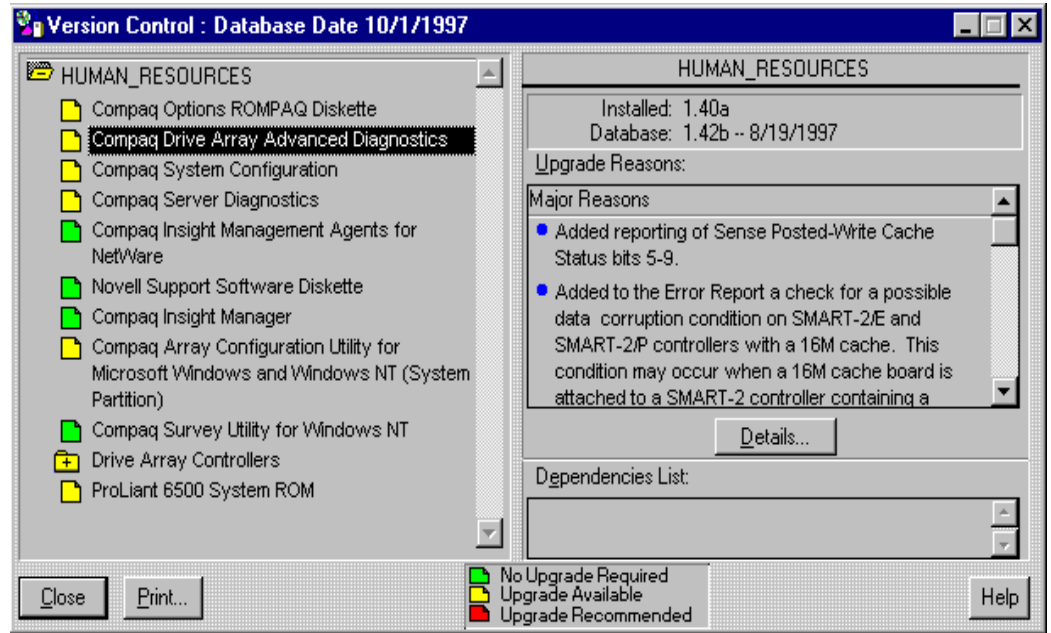 Version Control : Database Date 10/1/1997
HUMAN_RESOURCES
Compaq Options ROMPAQ Diskette
Compaq Drive Array Advanced Diagnostics
Compaq System Configuration
Compaq Server Diagnostics
Compaq Insight Management Agents for
NetWare
Novell Support Software Diskette
Compaq Insight Manager
Compaq Array Configuration Utility for
Microsoft Windows and Windows NT (System
Partition)
Compaq Survey Utility for Windows NT
Drive Array Controllers
ProLiant 6500 System ROM
HUMAN_RESOURCES
Installed: 1.40a
Database: 1.42b -- 8/19/1997
Upgrade Reasons:
Major Reasons
Added reporting of Sense Posted-Write Cache
Status bits 5-9.
Added to the Error Report a check for a possible
data corruption condition on SMART-2/E and
SMART-2/P controllers with a 16M cache. This
condition may occur when a 16M cache board is
attached to a SMART-2 controller containing a
Details...
Dependencies List:
Close
Print...
No Upgrade Required
Upgrade Available
Upgrade Recommended
Help